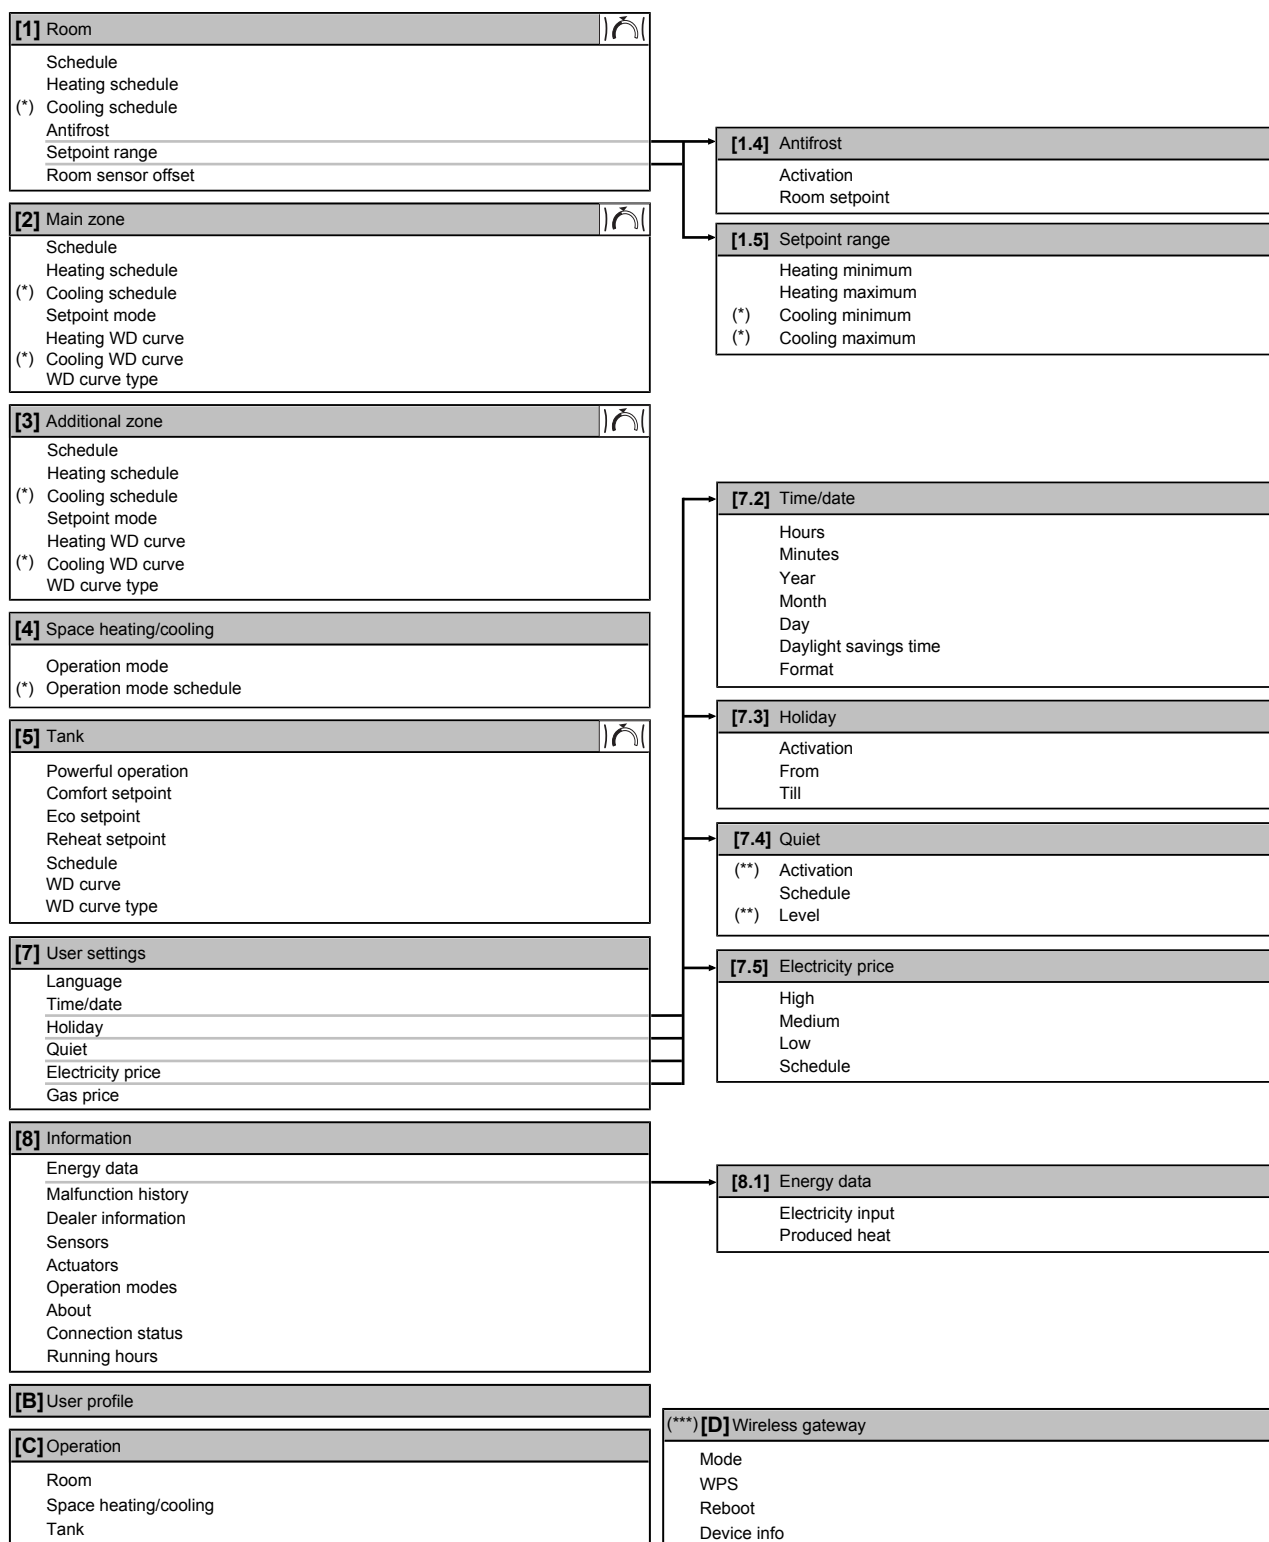 [1] Room
Schedule
Heating schedule
(*) Cooling schedule
Antifrost
Setpoint range
Room sensor offset
[1.4] Antifrost
Activation
Room setpoint
[1.5] Setpoint range
Heating minimum
Heating maximum
(*) Cooling minimum
(*) Cooling maximum
[2] Main zone
Schedule
Heating schedule
(*) Cooling schedule
Setpoint mode
Heating WD curve
(*) Cooling WD curve
WD curve type
[3] Additional zone
Schedule
Heating schedule
(*) Cooling schedule
Setpoint mode
Heating WD curve
(*) Cooling WD curve
WD curve type
[4] Space heating/cooling
Operation mode
(*) Operation mode schedule
[5] Tank
Powerful operation
Comfort setpoint
Eco setpoint
Reheat setpoint
Schedule
WD curve
WD curve type
[7] User settings
Language
Time/date
Holiday
Quiet
Electricity price
Gas price
[7.2] Time/date
Hours
Minutes
Year
Month
Day
Daylight savings time
Format
[7.3] Holiday
Activation
From
Till
[7.4] Quiet
(**) Activation
Schedule
(**) Level
[7.5] Electricity price
High
Medium
Low
Schedule
[8] Information
Energy data
Malfunction history
Dealer information
Sensors
Actuators
Operation modes
About
Connection status
Running hours
[8.1] Energy data
Electricity input
Produced heat
[B] User profile
[C] Operation
Room
Space heating/cooling
Tank
(***) [D] Wireless gateway
Mode
WPS
Reboot
Device info